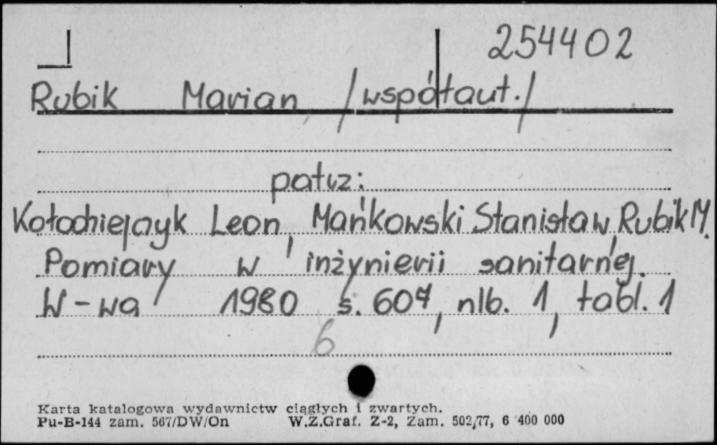 254402
Rubik Marian /współaut./
patrz:
Kołodziejczyk Leon, Mańkowski Stanisław, Rubik M.
Pomiary w inżynierii sanitarnej.
W-wa 1980 s. 607, nlb. 1, tabl. 1
6
Karta katalogowa wydawnictw ciągłych i zwartych.
Pu-B-144 zam. 567/DW/On W.Z.Graf. Z-2, Zam. 502/77, 6 400 000